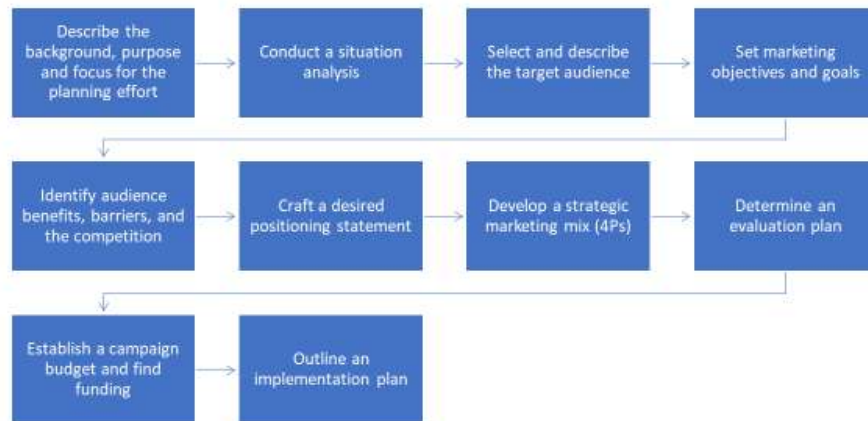 Describe the
background, purpose
and focus for the
planning effort
Conduct a situation
analysis
Select and describe
the target audience
Set marketing
objectives and goals
Identify audience
benefits, barriers, and
the competition
Craft a desired
positioning statement
Develop a strategic
marketing mix (4Ps)
Determine an
evaluation plan
Establish a campaign
budget and find
funding
Outline an
implementation plan